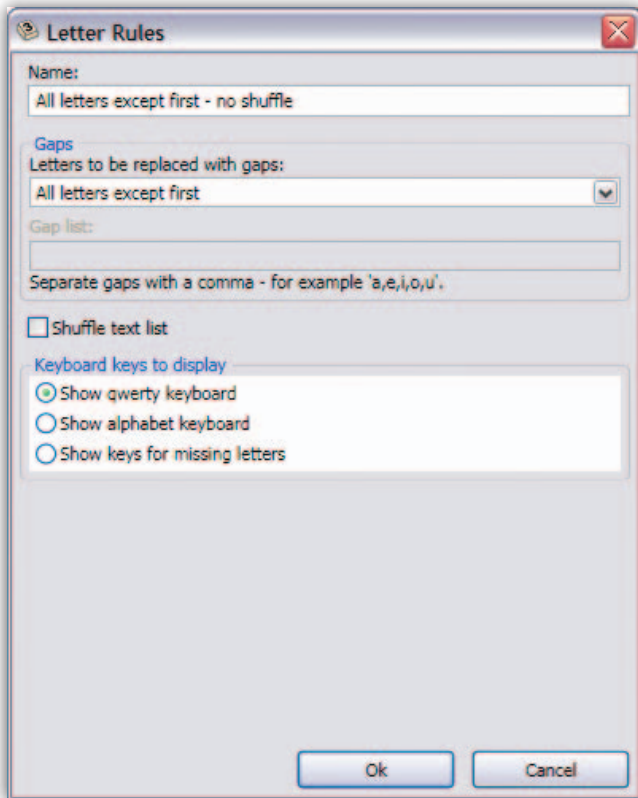 Letter Rules
Name:
All letters except first - no shuffle
Gaps
Letters to be replaced with gaps:
All letters except first
Gap list:
Separate gaps with a comma - for example 'a,e,i,o,u'.
Shuffle text list
Keyboard keys to display
Show qwerty keyboard
Show alphabet keyboard
Show keys for missing letters
Ok Cancel